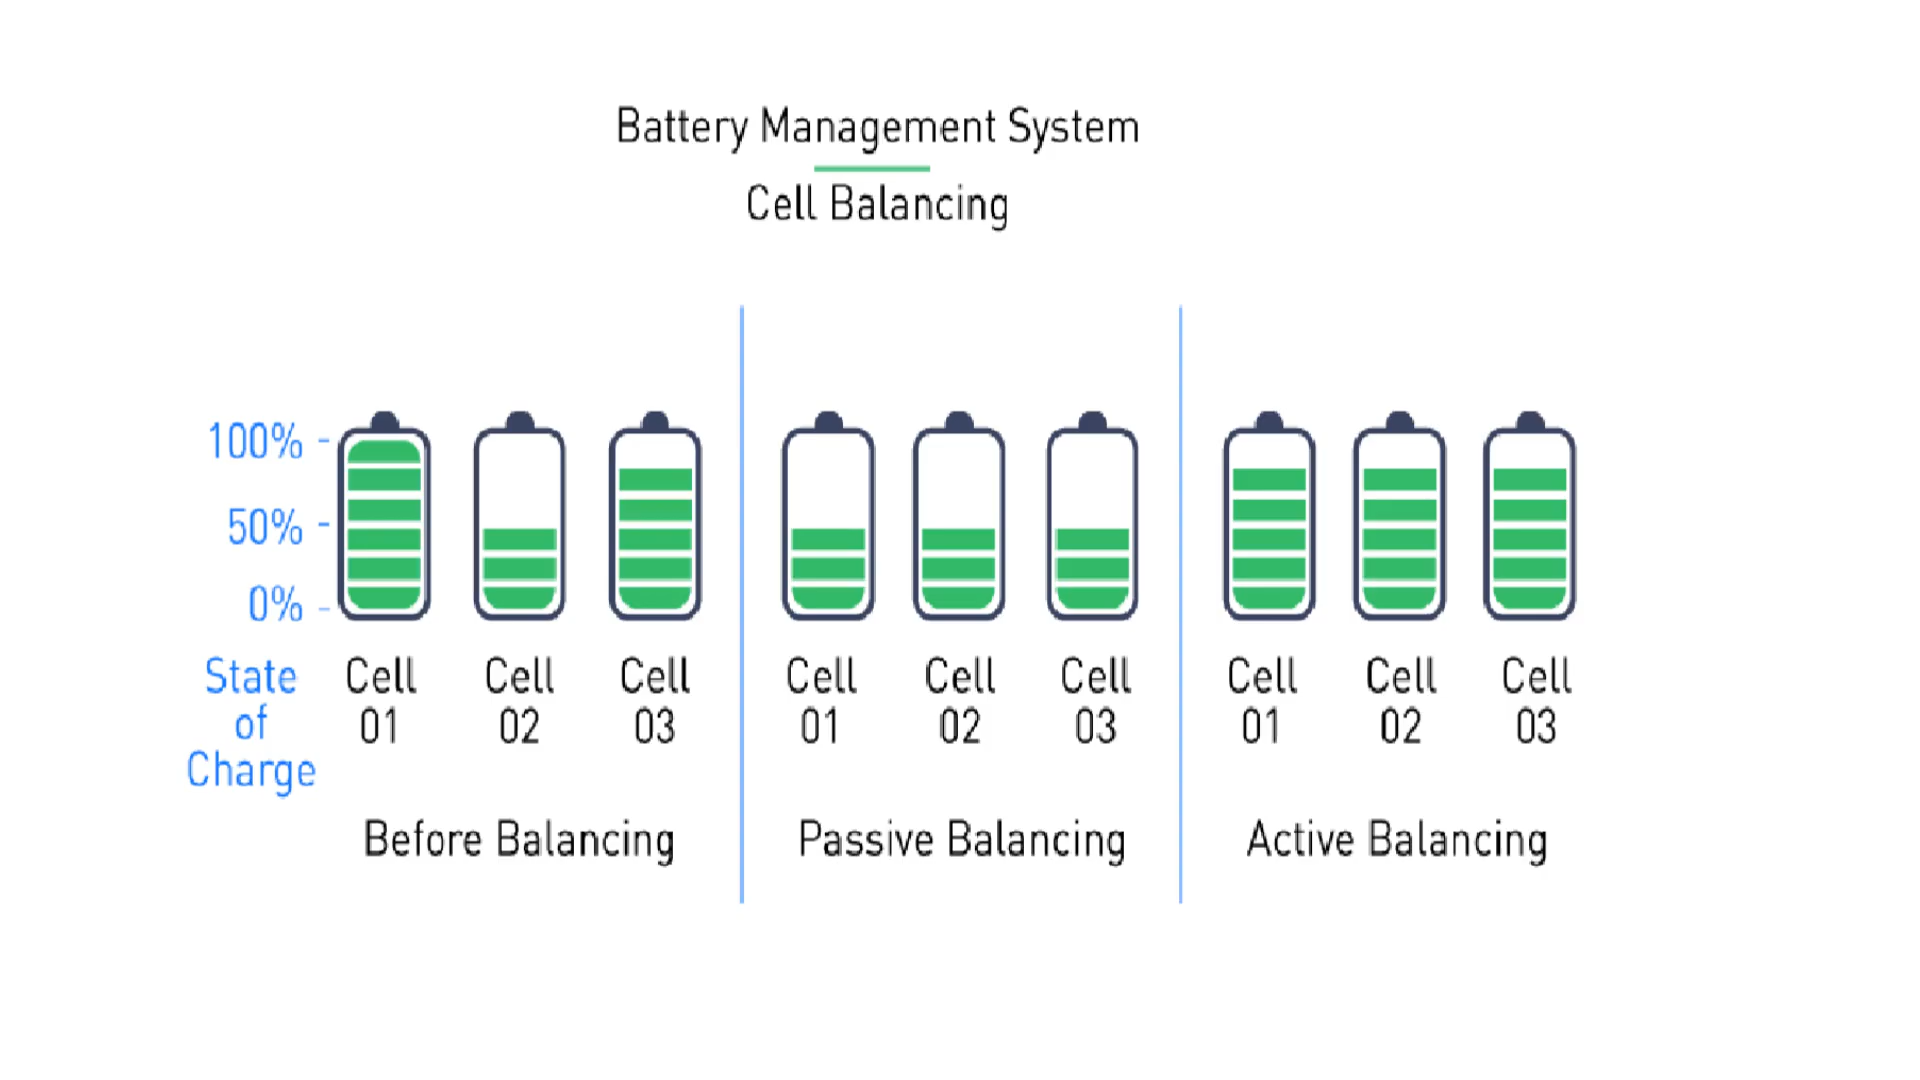 Battery Management System
Cell Balancing
100%
50%
0%
State
of
Charge
Cell
01
Cell
02
Cell
03
Before Balancing
Cell
01
Cell
02
Cell
03
Passive Balancing
Cell
01
Cell
02
Cell
03
Active Balancing